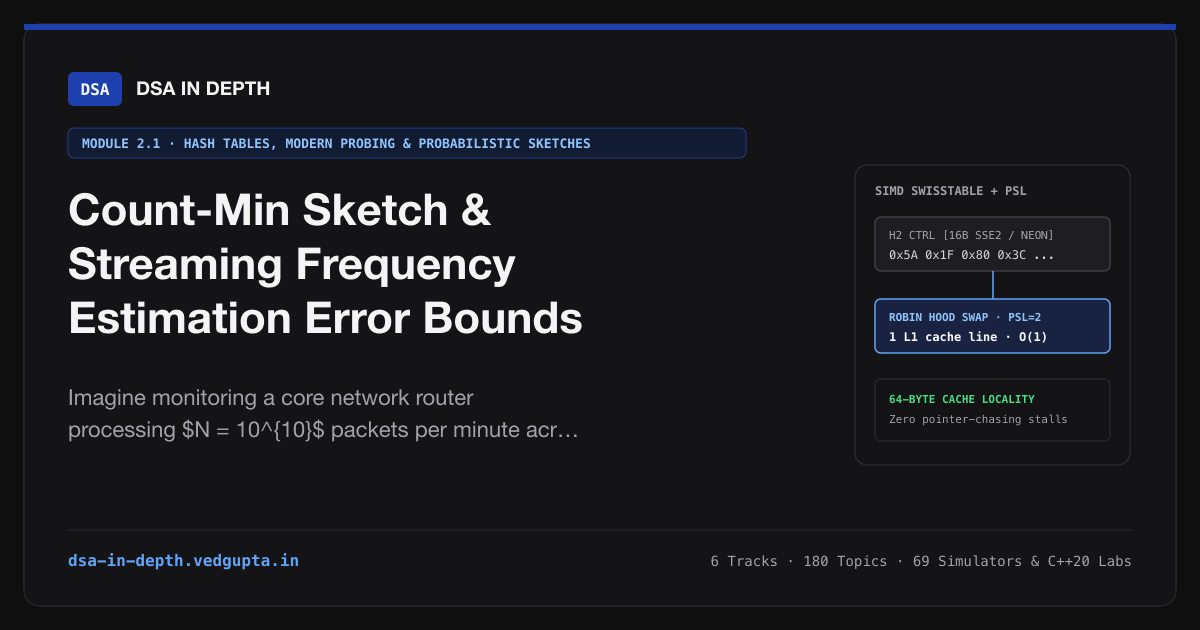 DSA
DSA IN DEPTH
MODULE 2.1 · HASH TABLES, MODERN PROBING & PROBABILISTIC SKETCHES
Count-Min Sketch &
Streaming Frequency
Estimation Error Bounds
Imagine monitoring a core network router
processing $N = 10^{10}$ packets per minute acr…
SIMD SWISSTABLE + PSL
H2 CTRL [16B SSE2 / NEON]
0x5A 0x1F 0x80 0x3C ...
ROBIN HOOD SWAP · PSL=2
1 L1 cache line · O(1)
64-BYTE CACHE LOCALITY
Zero pointer-chasing stalls
dsa-in-depth.vedgupta.in
6 Tracks · 180 Topics · 69 Simulators & C++20 Labs